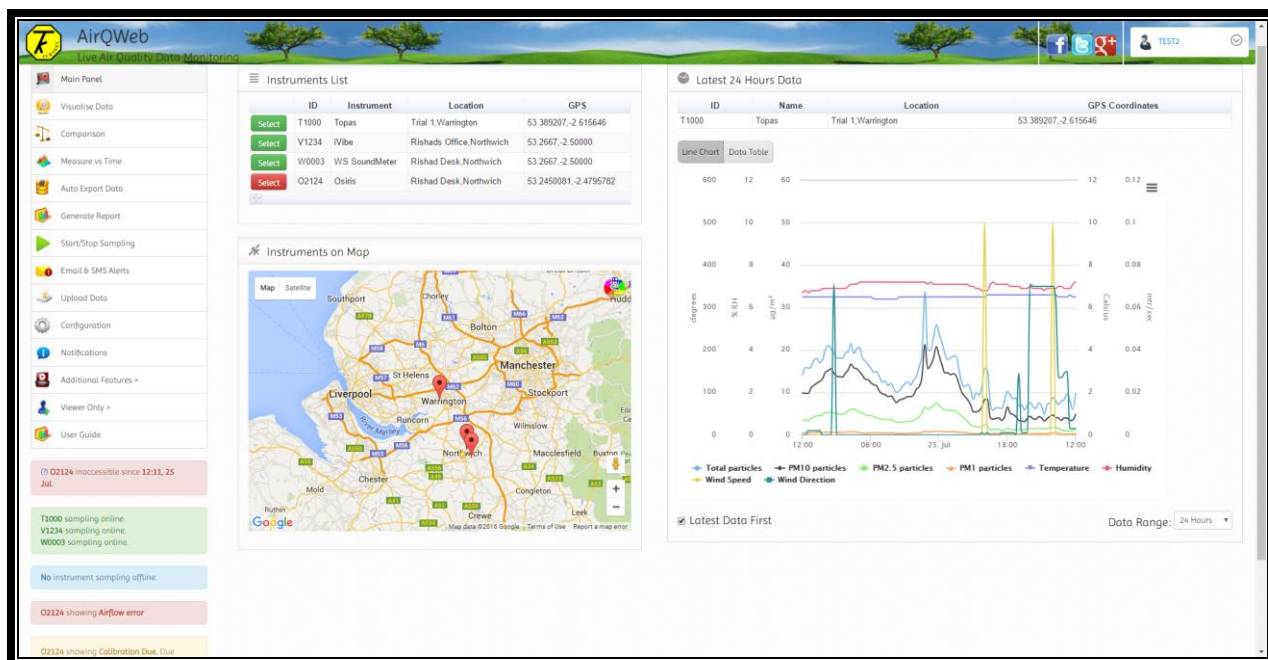 AirQWeb
Live Air Quality Data Monitoring
TEST2
Main Panel
Visualise Data
Comparison
Measure vs Time
Auto Export Data
Generate Report
Start/Stop Sampling
Email & SMS Alerts
Upload Data
Configuration
Notifications
Additional Features >
Viewer Only >
User Guide
O2124 inaccessible since 12:11, 25
Jul.
T1000 sampling online.
V1234 sampling online.
W0003 sampling online.
No instrument sampling offline.
O2124 showing Airflow error
O2124 showing Calibration Due, Due
Instruments List
ID Instrument Location GPS
Select T1000 Topas Trial 1,Warrington 53.389207,-2.615646
Select V1234 iVibe Rishads Office,Northwich 53.2667,-2.50000
Select W0003 WS SoundMeter Rishad Desk,Northwich 53.2667,-2.50000
Select O2124 Osiris Rishad Desk,Northwich 53.2450081,-2.4795782
Instruments on Map
Map Satellite
Southport
Chorley
Hudd
Bolton
Manchester
St Helens
Liverpool
Warrington
Stockport
Runcorn
River Mersey
Wilmslow
Northwich
Macclesfield
Buxton
Chester
Mold
Congleton
Ruthin
Crewe
Leek
Google
Map data ©2016 Google Terms of Use Report a map error
Latest 24 Hours Data
ID Name Location GPS Coordinates
T1000 Topas Trial 1,Warrington 53.389207,-2.615646
Line Chart Data Table
600 12 60 12 0.12
500 10 50 10 0.1
400 8 40 8 0.08
degrees 300 % RH 6 µg/m³ 30 6 Celsius 0.06 mtr/sec
200 4 20 4 0.04
100 2 10 2 0.02
0 0 0 0 0
12:00 06:00 25. Jul 18:00 12:00
Total particles PM10 particles PM2.5 particles PM1 particles Temperature Humidity
Wind Speed Wind Direction
Latest Data First
Data Range: 24 Hours